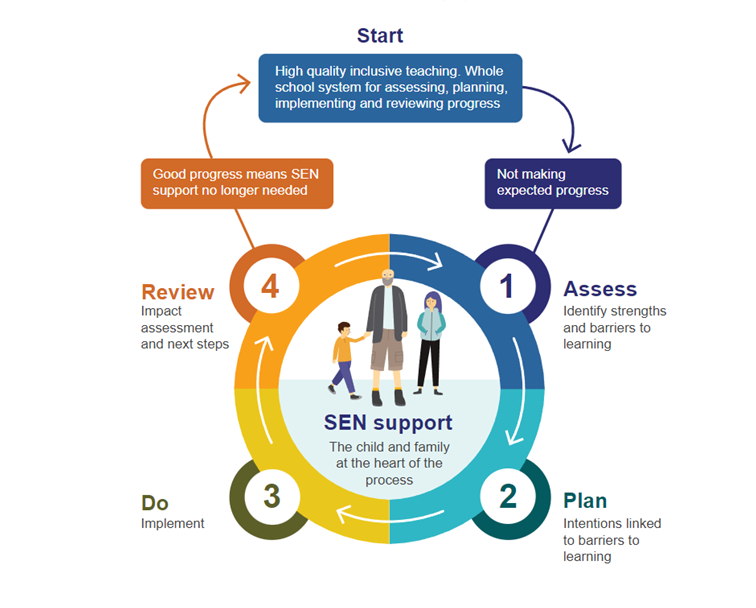 Start
High quality inclusive teaching. Whole
school system for assessing, planning,
implementing and reviewing progress
Good progress means SEN
support no longer needed
Not making
expected progress
4
Review
Impact
assessment
and next steps
1
Assess
Identify strengths
and barriers to
learning
SEN support
The child and family
at the heart of the
process
3
Do
Implement
2
Plan
Intentions linked
to barriers to
learning